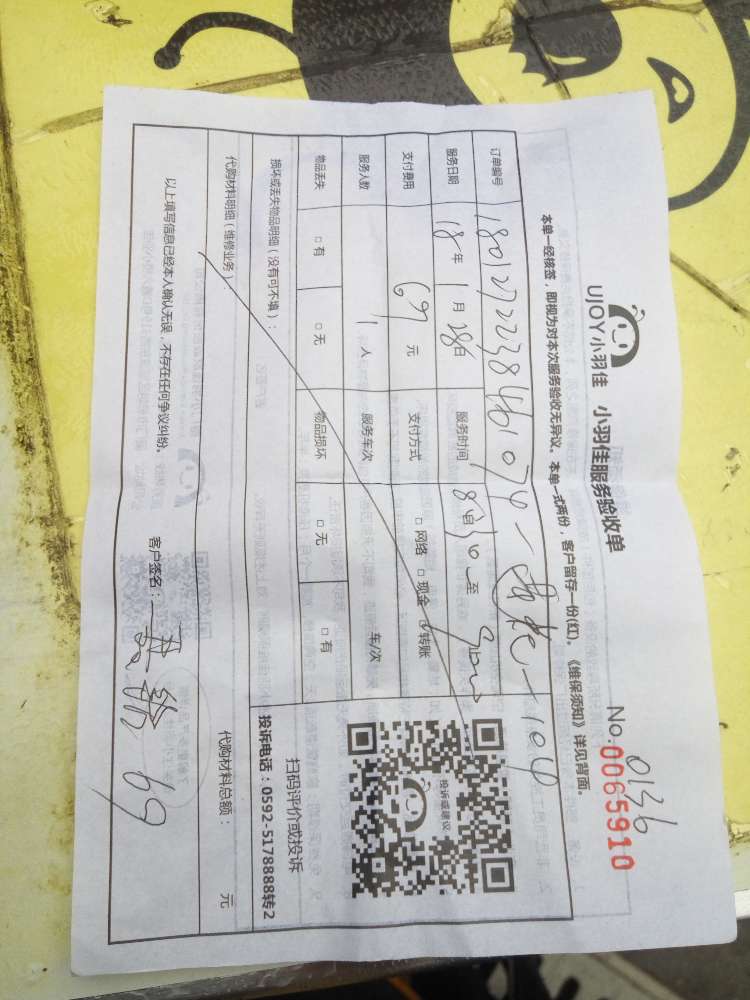 UJOY小羽佳 小羽佳服务验收单
0136
No.0065910
本单一经核签，即视为对本次服务验收无异议。本单一式两份，客户留存一份(红)。《维保须知》详见背面。
订单编号
服务日期 18年 1月 28日 服务时间 8:30至
支付费用 69 元 支付方式 □网络 □现金 □转账
服务人数 1 人 服务车次 车/次
物品丢失 □有 □无 物品损坏 □无 □有
投诉或建议
扫码评价或投诉
投诉电话：0592-5178888转2
损坏或丢失物品明细（没有可不填）：
代购材料明细（维修业务） 代购材料总额： 元
以上填写信息已经本人确认无误，不存在任何争议纠纷。 客户签名： 69